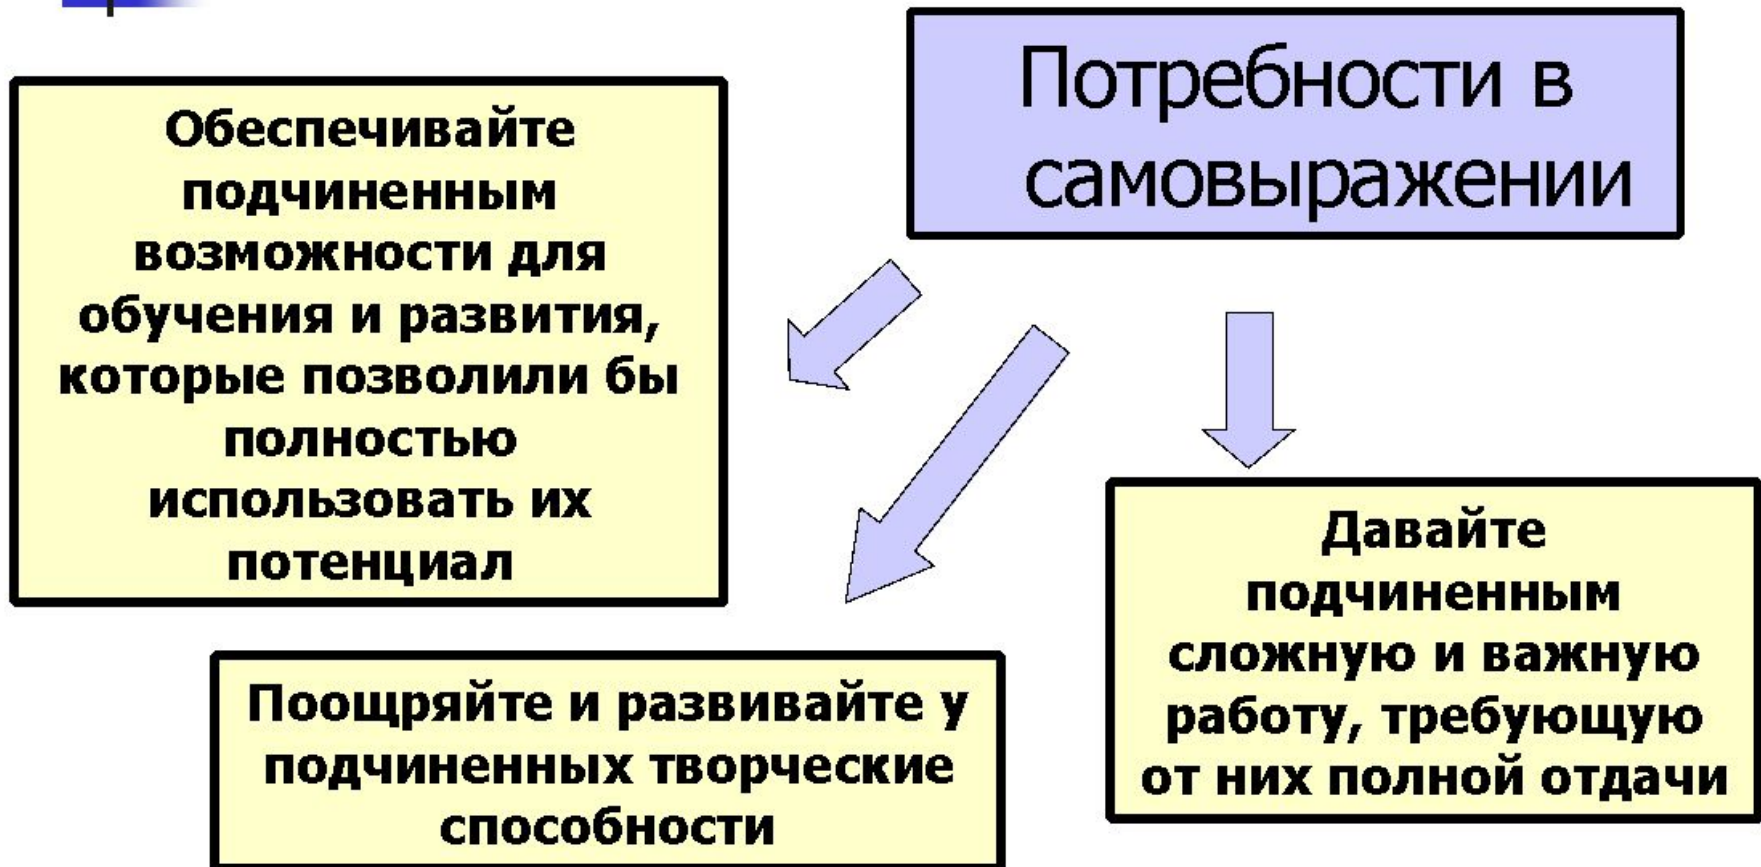 Потребности в
самовыражении
Обеспечивайте
подчиненным
возможности для
обучения и развития,
которые позволили бы
полностью
использовать их
потенциал
Поощряйте и развивайте у
подчиненных творческие
способности
Давайте
подчиненным
сложную и важную
работу, требующую
от них полной отдачи